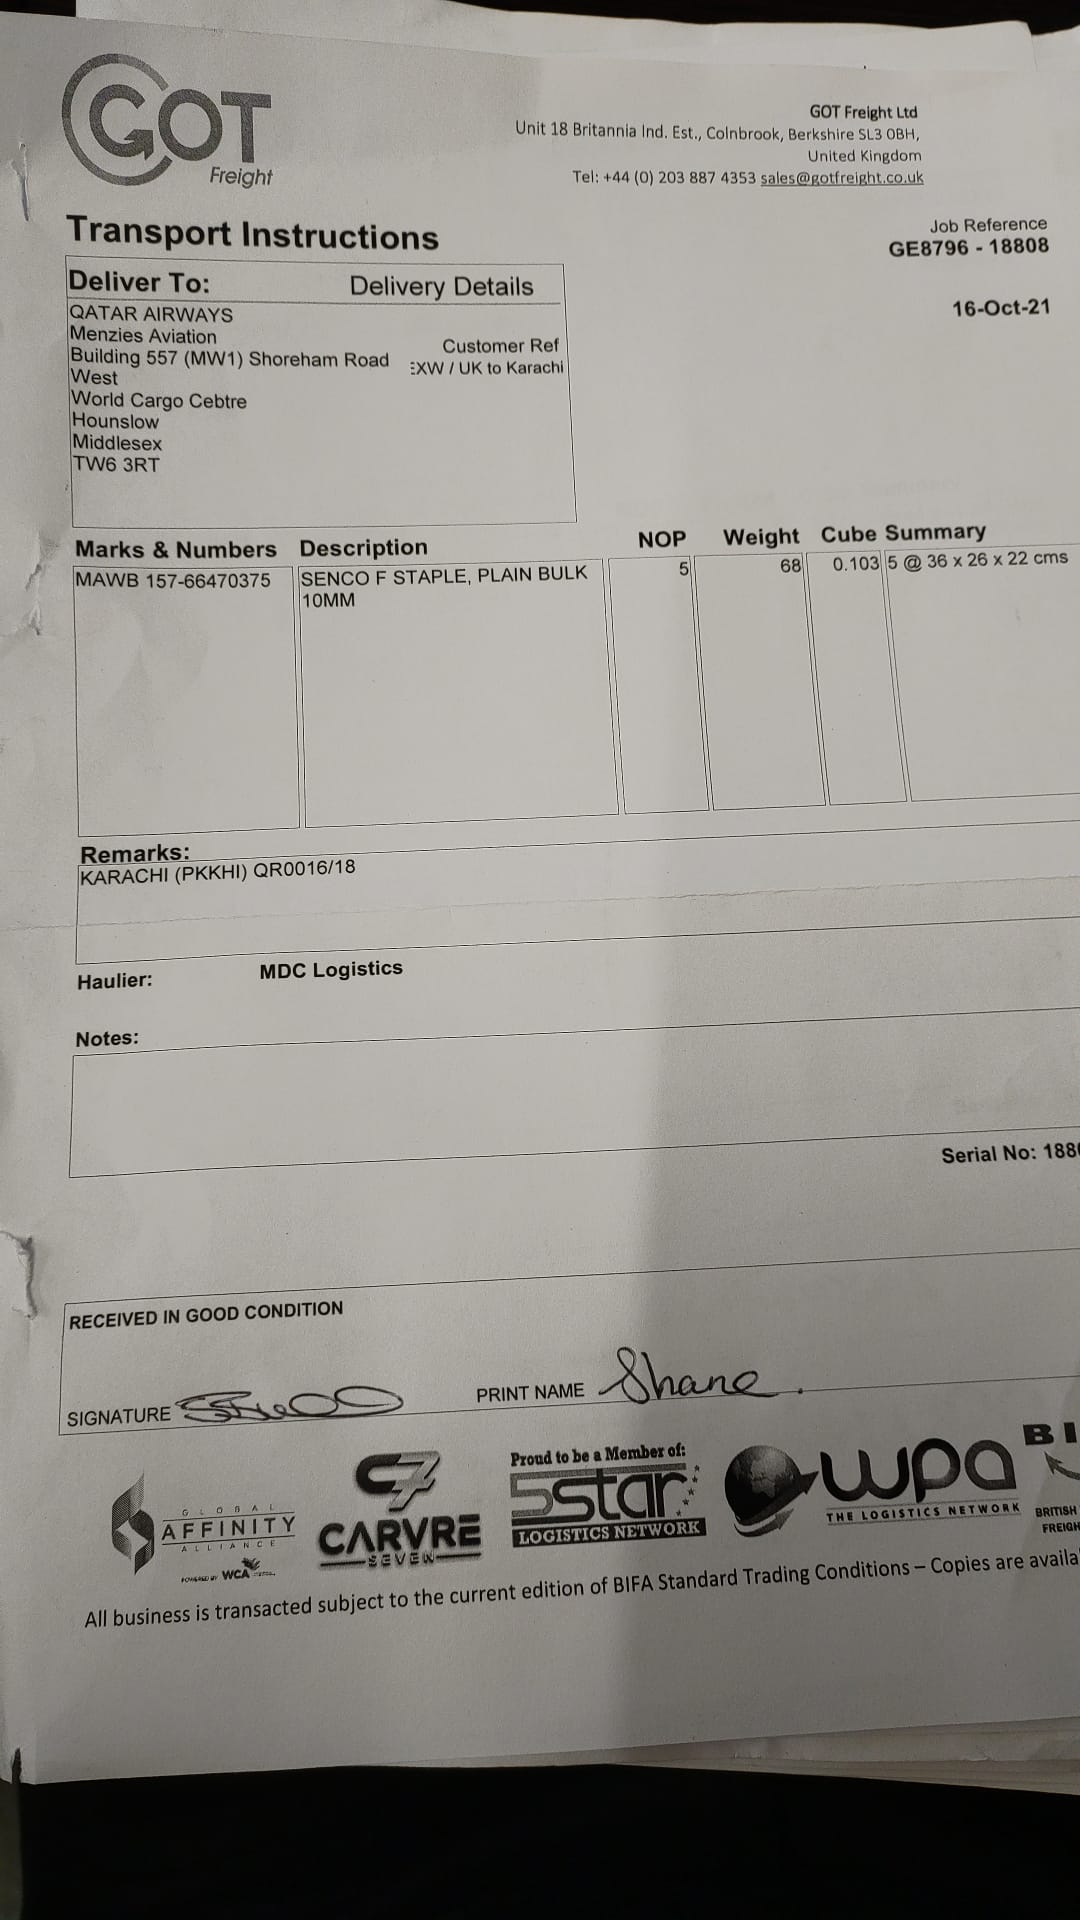 GOT
Freight
GOT Freight Ltd
Unit 18 Britannia Ind. Est., Colnbrook, Berkshire SL3 0BH,
United Kingdom
Tel: +44 (0) 203 887 4353 sales@gotfreight.co.uk
Transport Instructions
Job Reference
GE8796 - 18808
16-Oct-21
Deliver To: Delivery Details
QATAR AIRWAYS
Menzies Aviation
Building 557 (MW1) Shoreham Road
West
World Cargo Cebtre
Hounslow
Middlesex
TW6 3RT
Customer Ref
EXW / UK to Karachi
Marks & Numbers Description NOP Weight Cube Summary
MAWB 157-66470375 SENCO F STAPLE, PLAIN BULK 5 68 0.103 5 @ 36 x 26 x 22 cms
10MM
Remarks:
KARACHI (PKKHI) QR0016/18
Haulier: MDC Logistics
Notes:
Serial No: 188
RECEIVED IN GOOD CONDITION
SIGNATURE PRINT NAME Shane
GLOBAL
AFFINITY
ALLIANCE
POWERED BY WCA
C7
CARVRE
SEVEN
Proud to be a Member of:
5star
LOGISTICS NETWORK
wpa
THE LOGISTICS NETWORK
BI
BRITISH
FREIGH
All business is transacted subject to the current edition of BIFA Standard Trading Conditions – Copies are availa